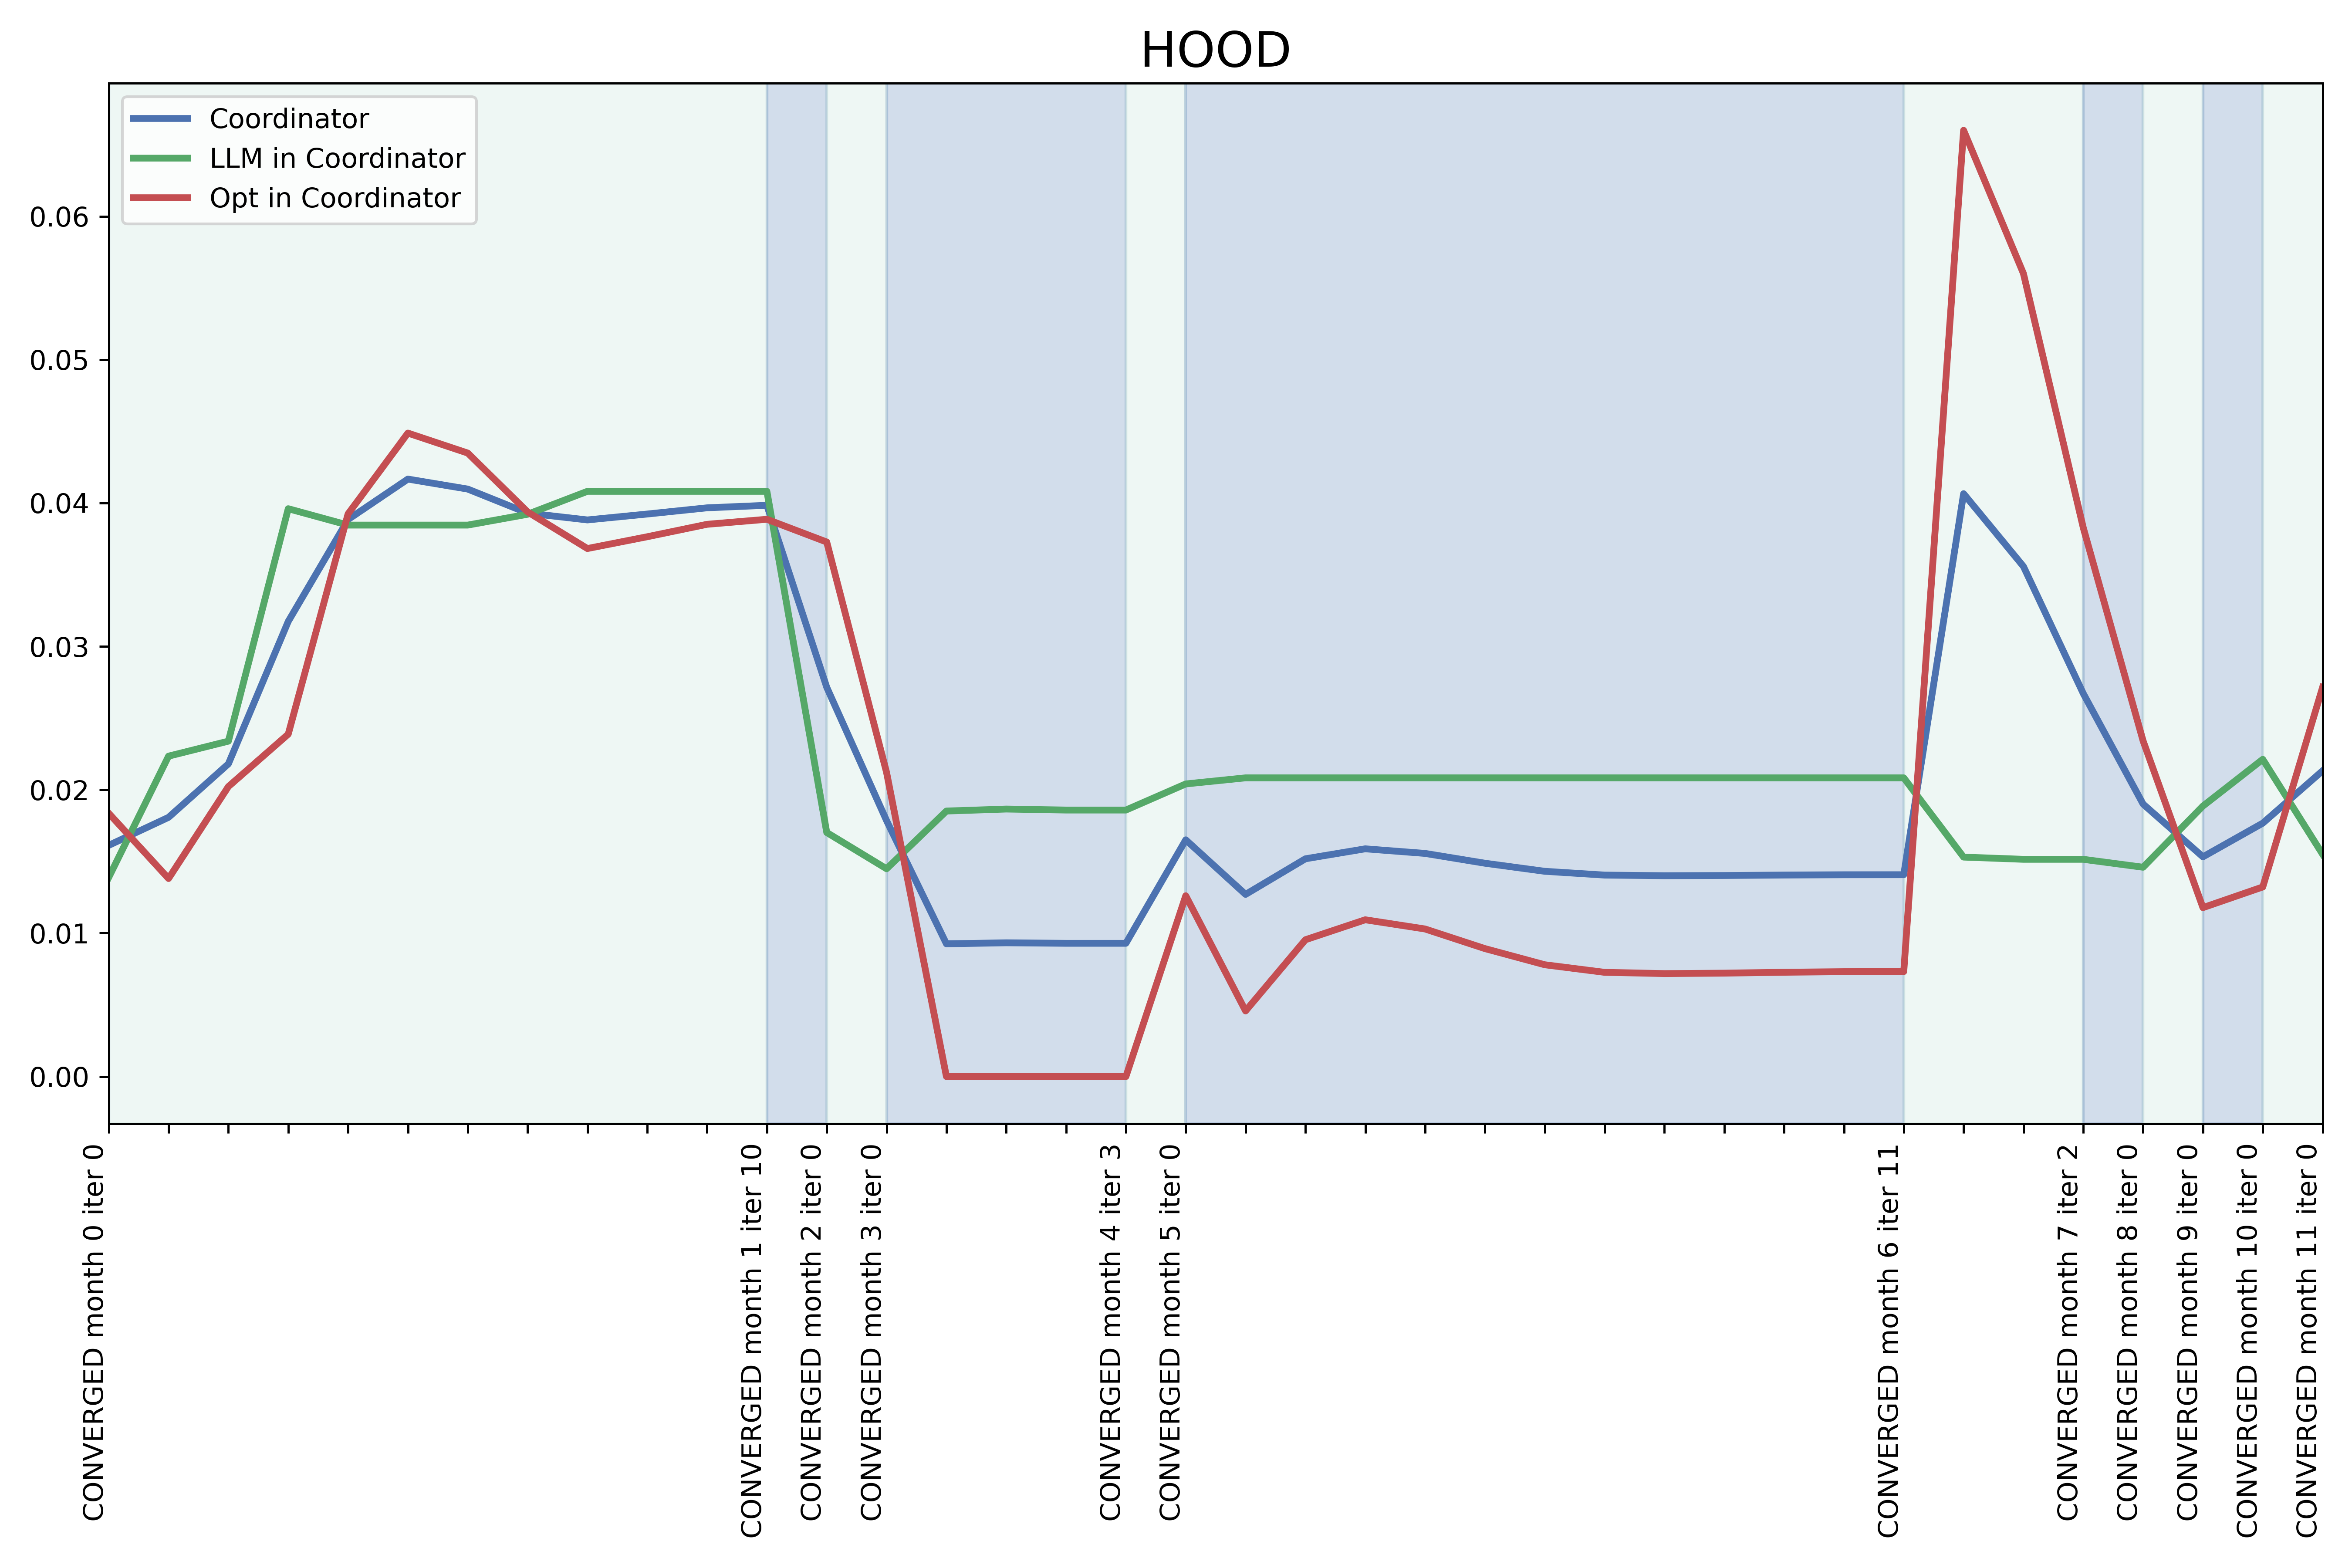 HOOD
Coordinator
LLM in Coordinator
Opt in Coordinator
0.06
0.05
0.04
0.03
0.02
0.01
0.00
CONVERGED month 0 iter 0
CONVERGED month 1 iter 10
CONVERGED month 2 iter 0
CONVERGED month 3 iter 0
CONVERGED month 4 iter 3
CONVERGED month 5 iter 0
CONVERGED month 6 iter 11
CONVERGED month 7 iter 2
CONVERGED month 8 iter 0
CONVERGED month 9 iter 0
CONVERGED month 10 iter 0
CONVERGED month 11 iter 0